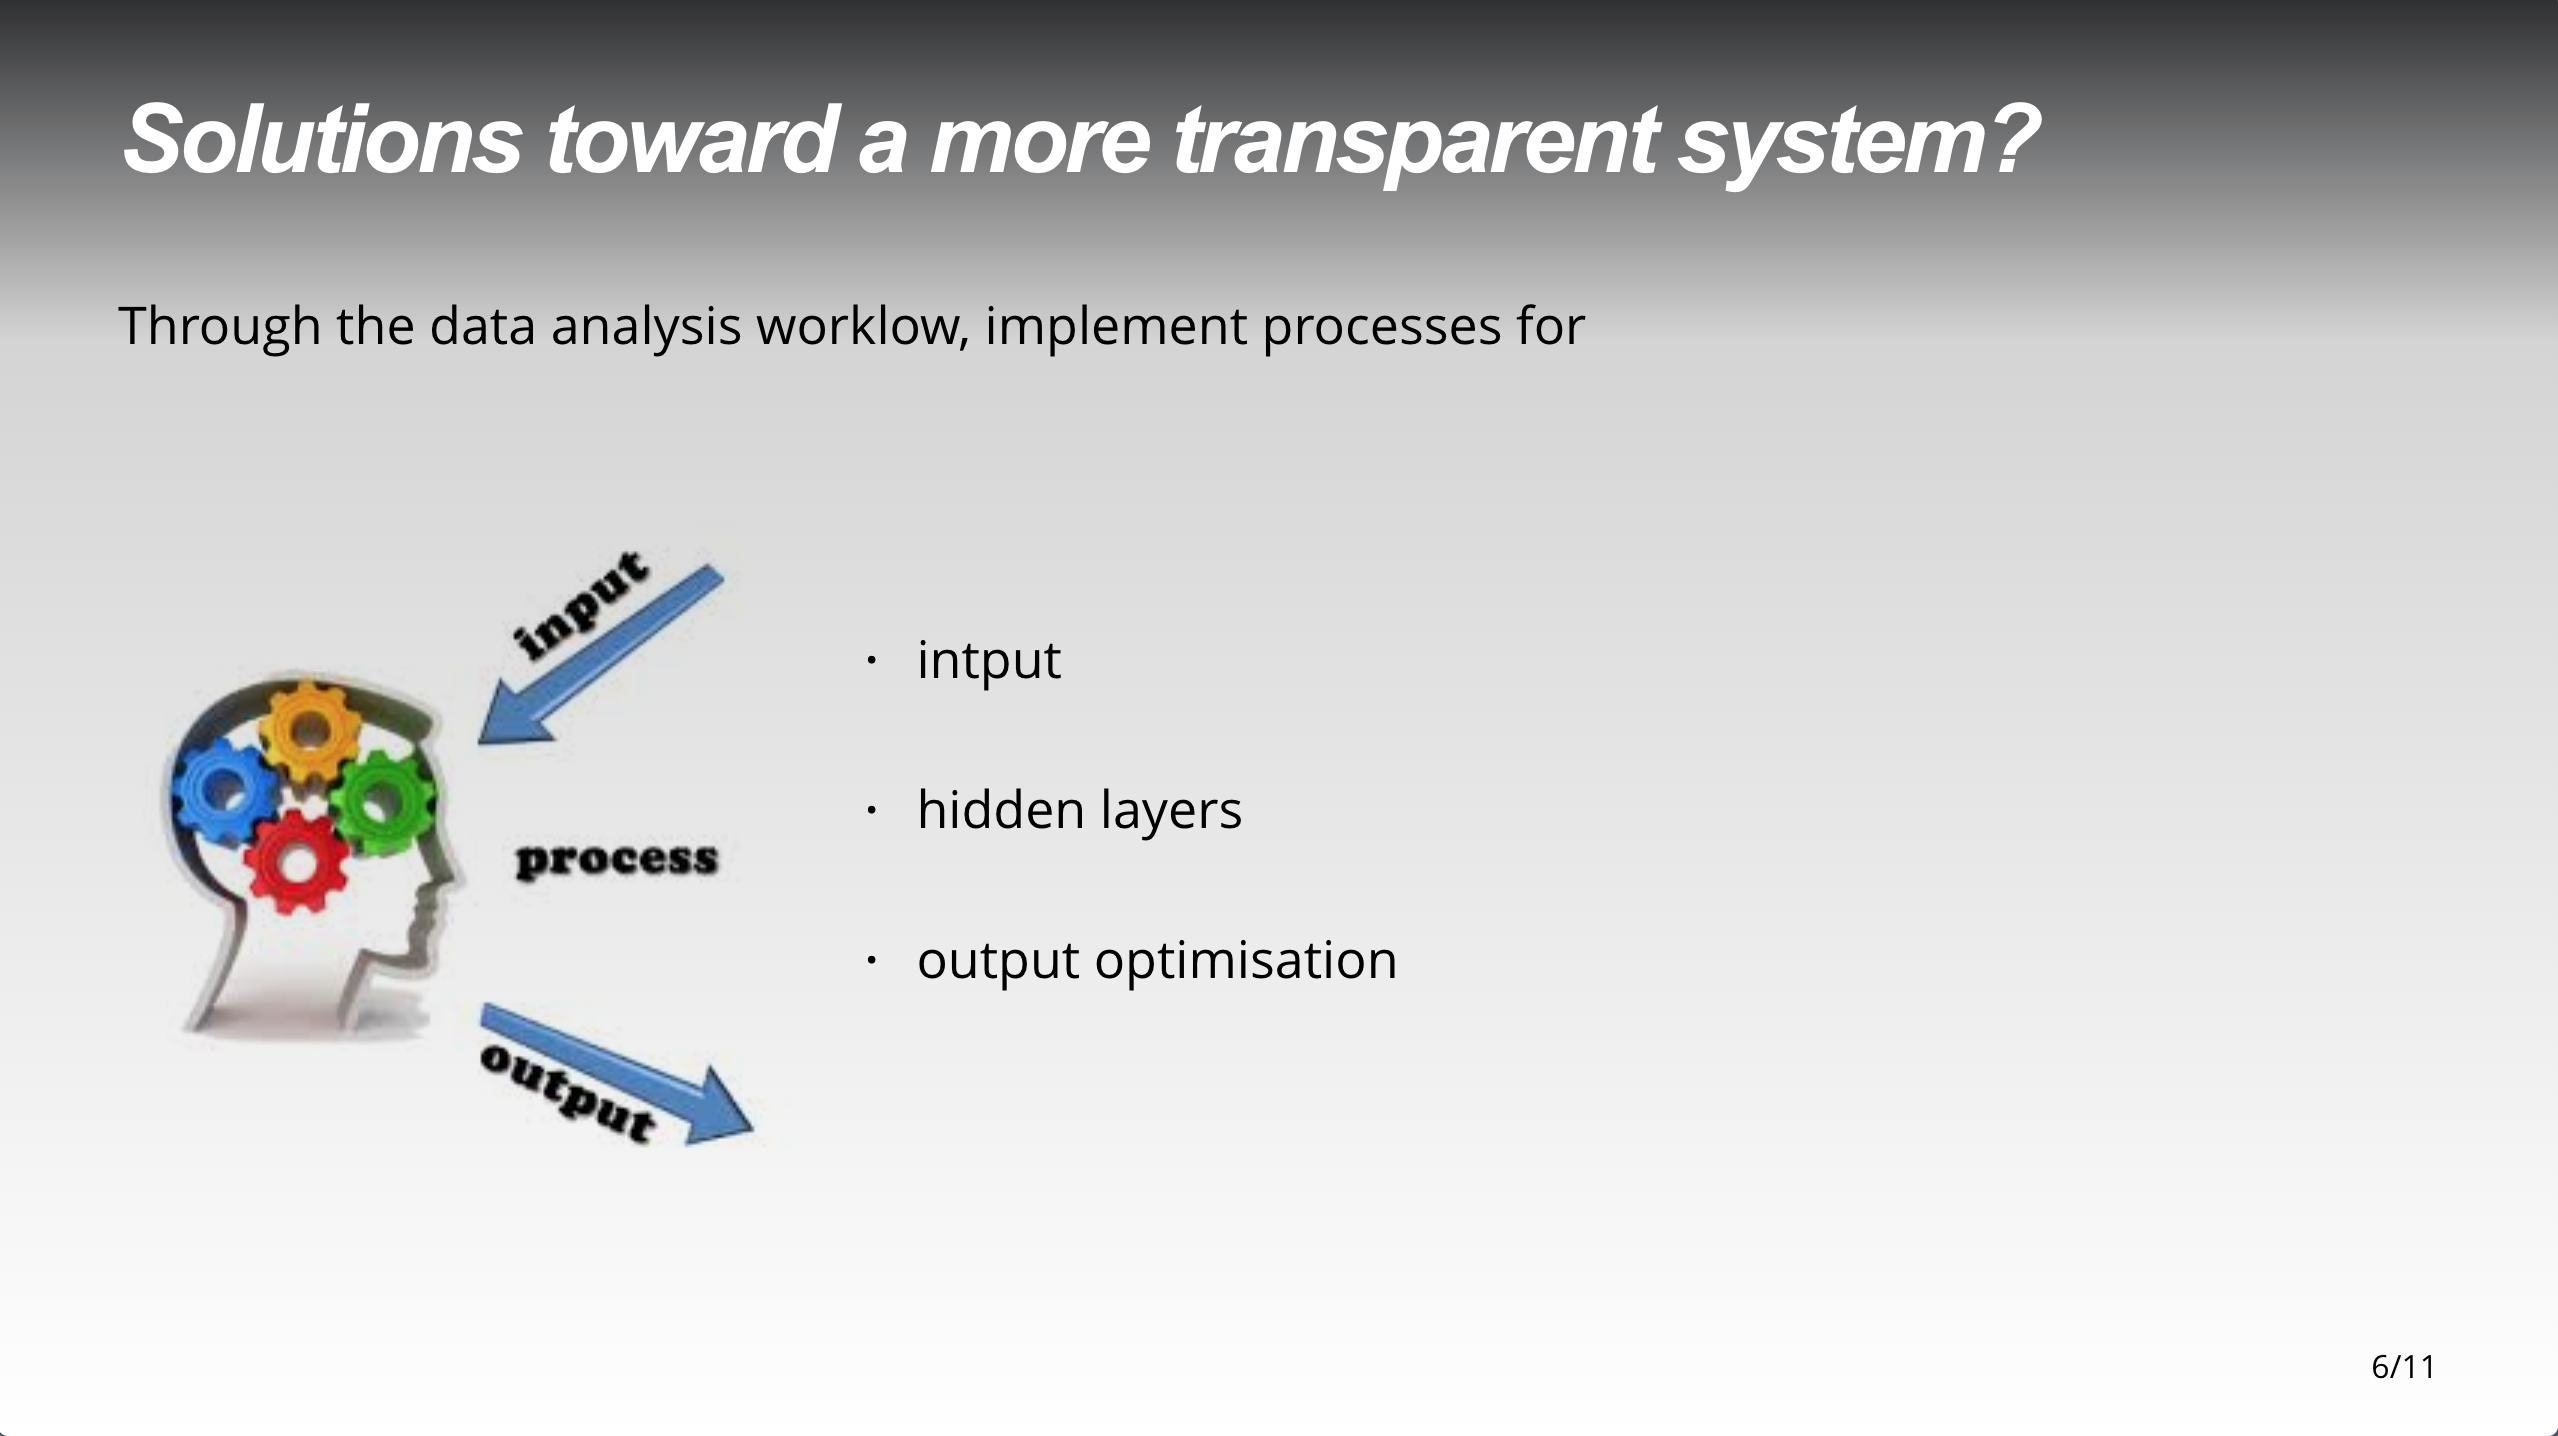 Solutions toward a more transparent system?
Through the data analysis worklow, implement processes for
input
process
output
· intput
· hidden layers
· output optimisation
6/11